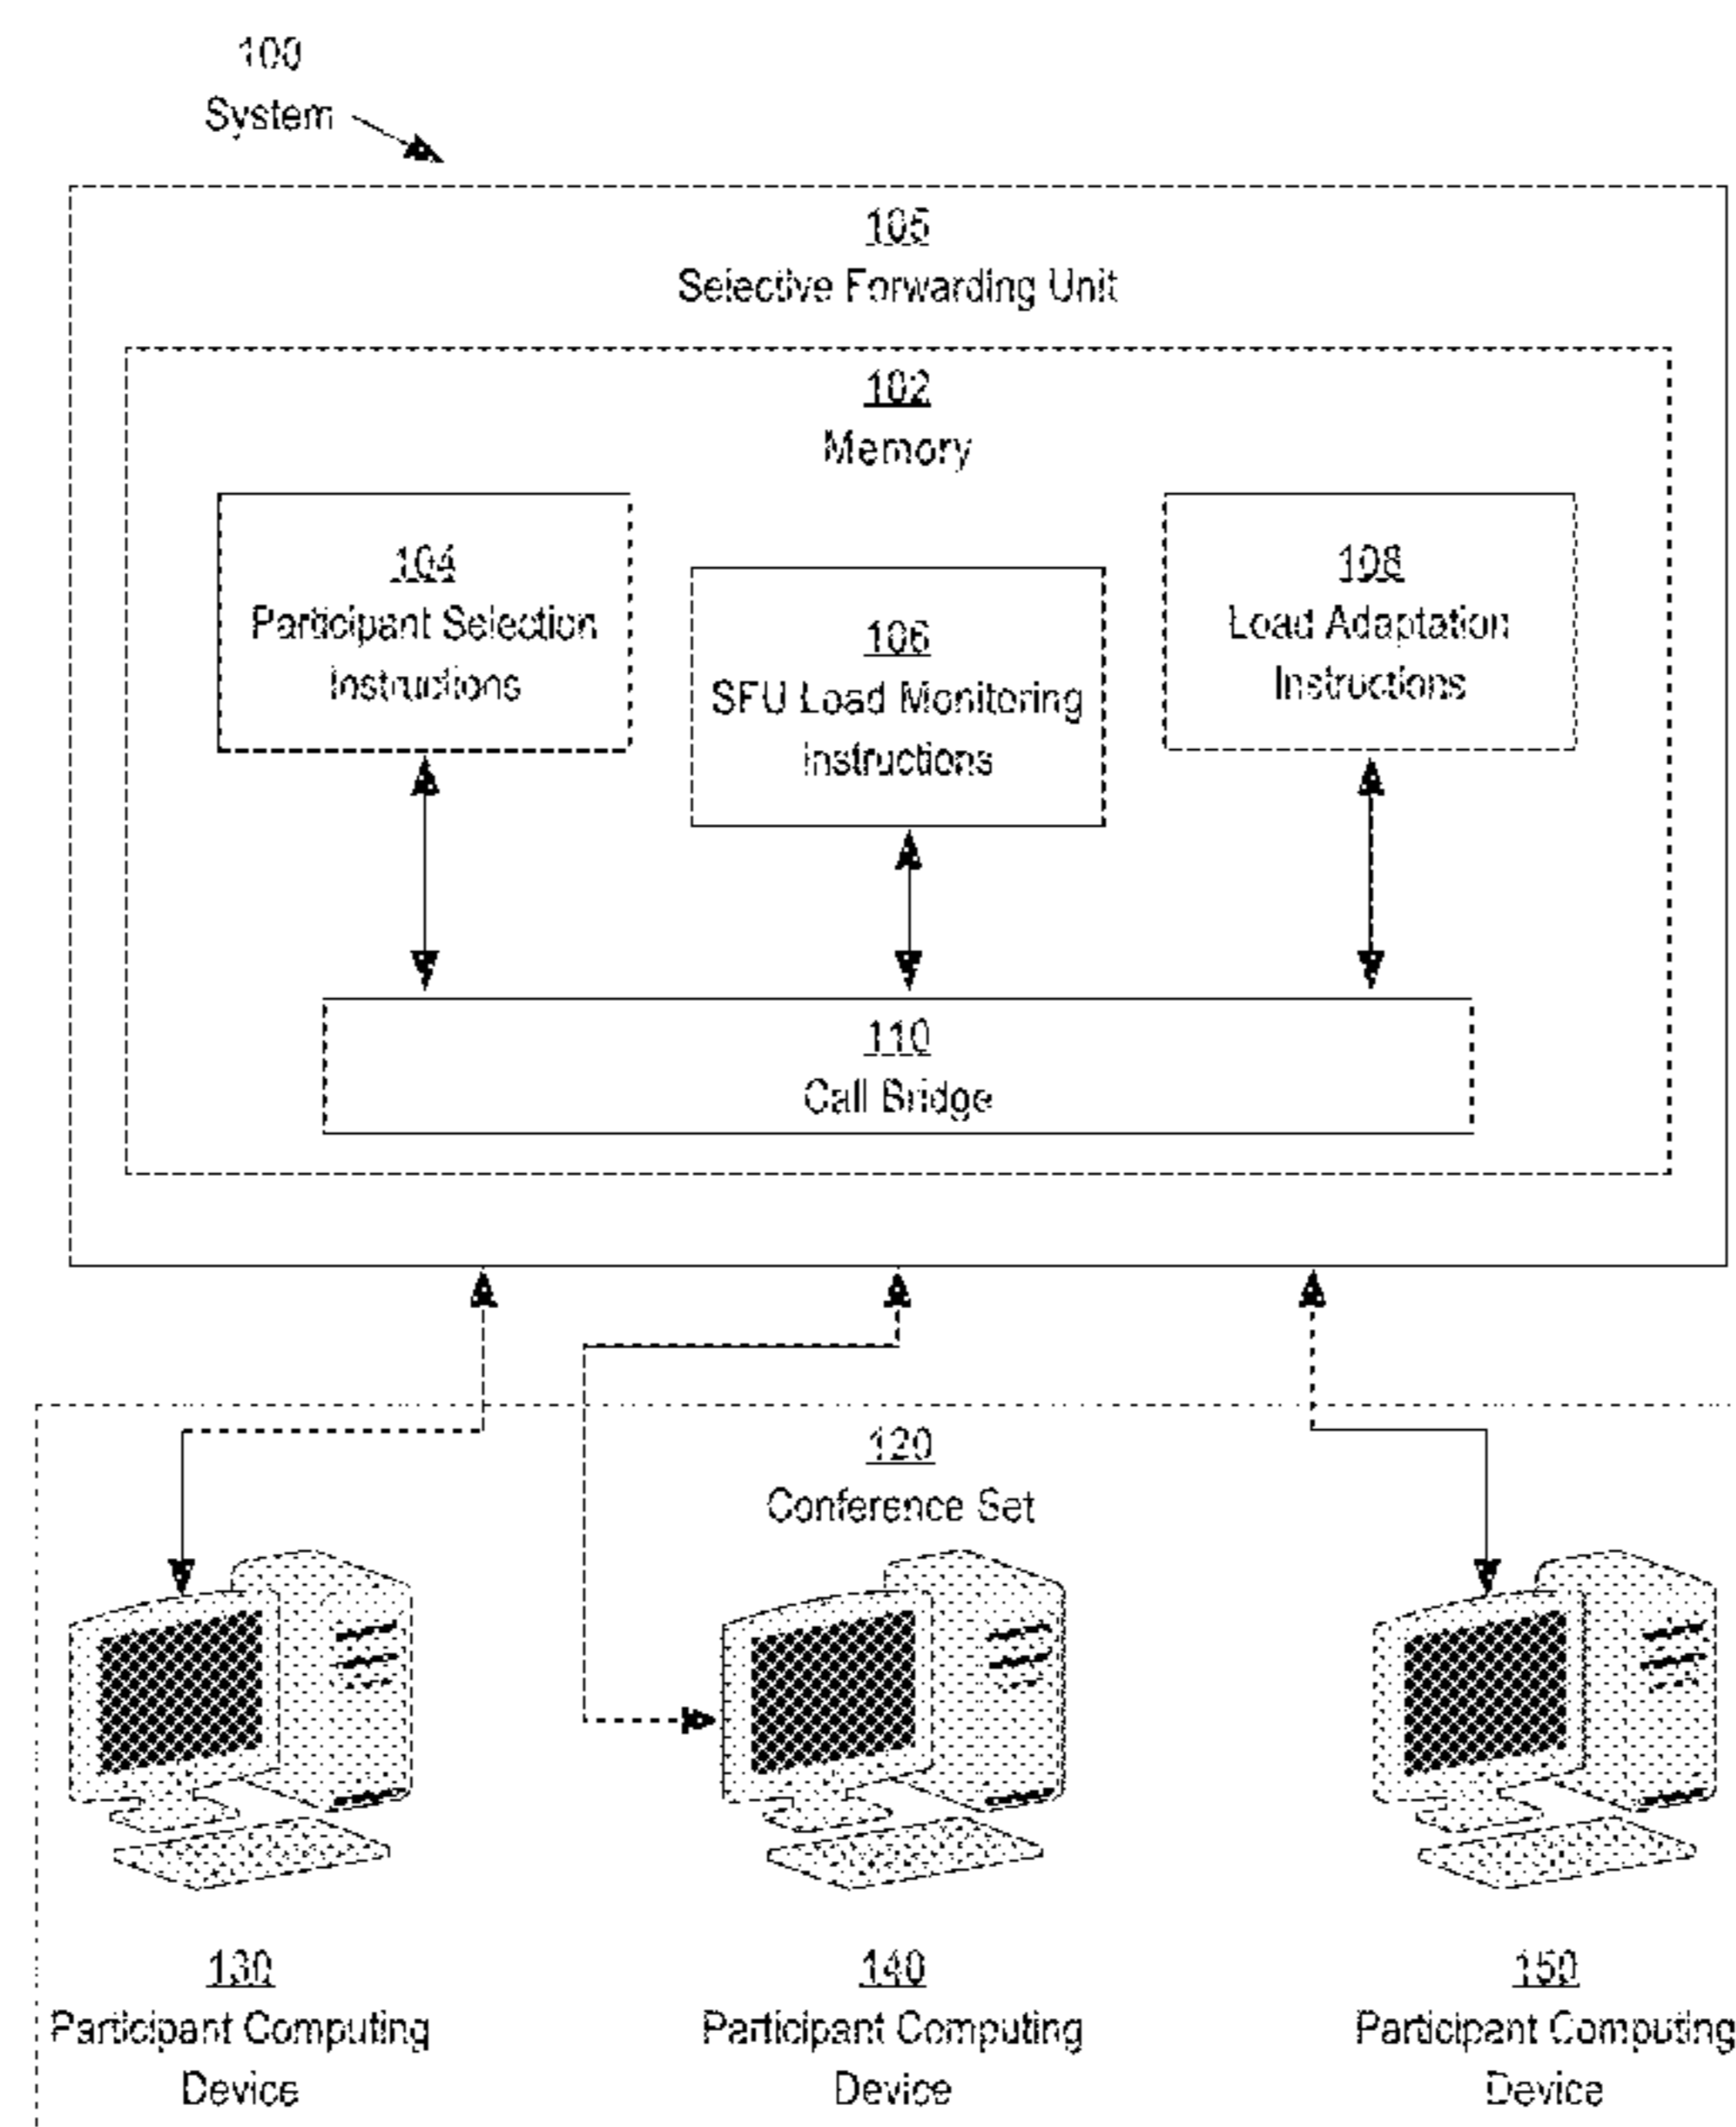 100
System
105
Selective Forwarding Unit
102
Memory
104
Participant Selection
Instructions
106
SFU Load Monitoring
Instructions
108
Load Adaptation
Instructions
110
Call Bridge
120
Conference Set
130
Participant Computing
Device
140
Participant Computing
Device
150
Participant Computing
Device